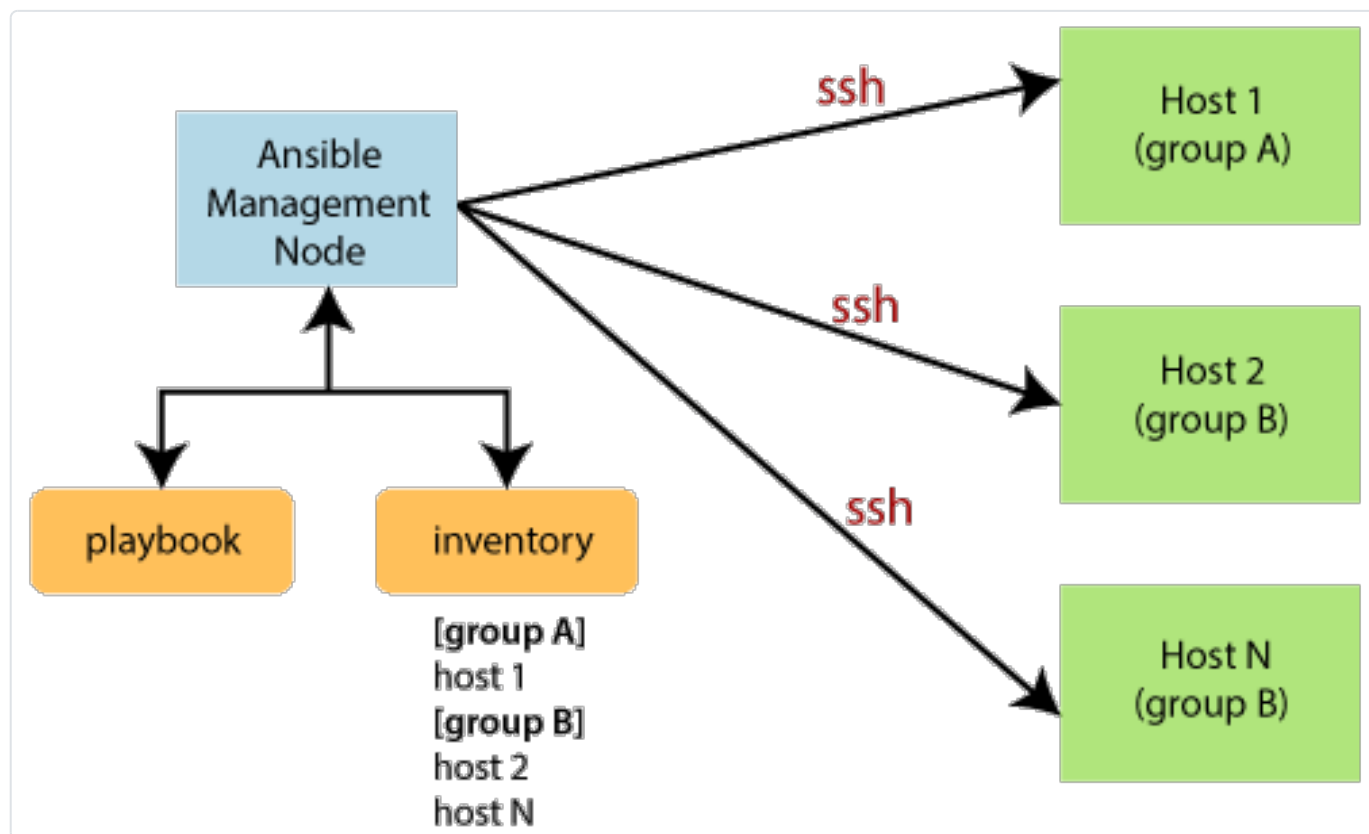 Ansible
Management
Node
ssh
ssh
ssh
Host 1
(group A)
Host 2
(group B)
Host N
(group B)
playbook
inventory
[group A]
host 1
[group B]
host 2
host N